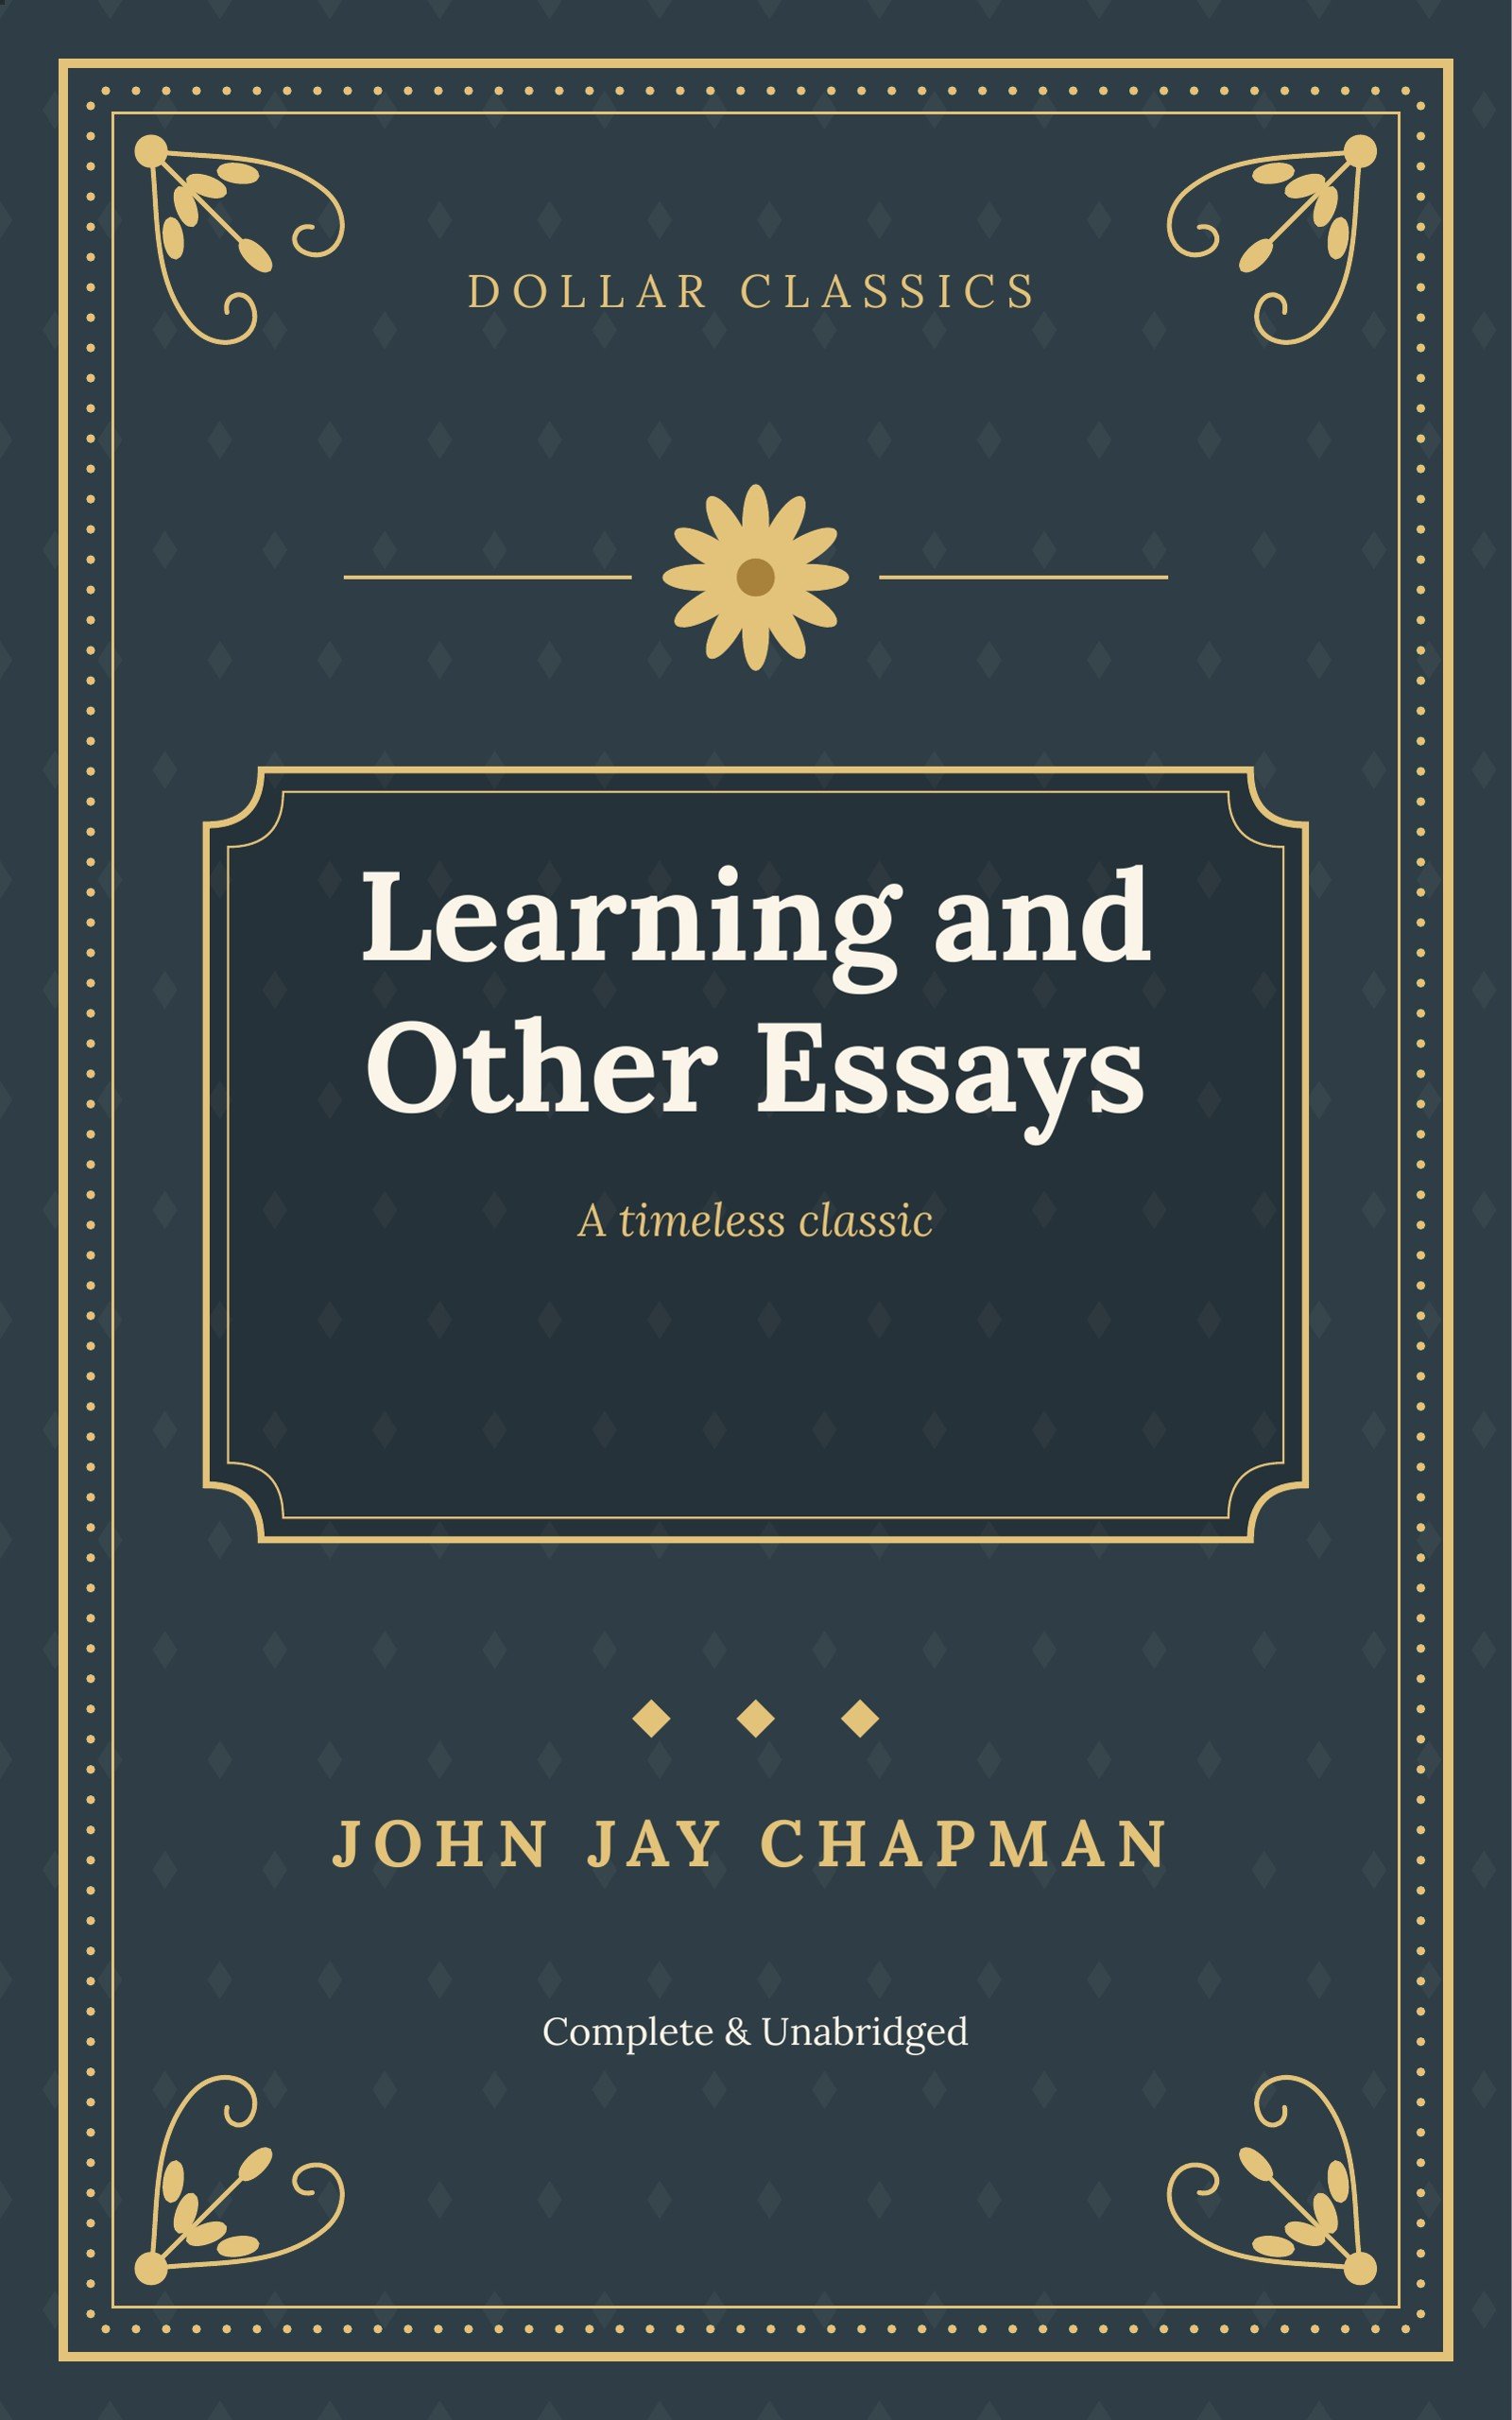 DOLLAR CLASSICS
Learning and
Other Essays
A timeless classic
JOHN JAY CHAPMAN
Complete & Unabridged